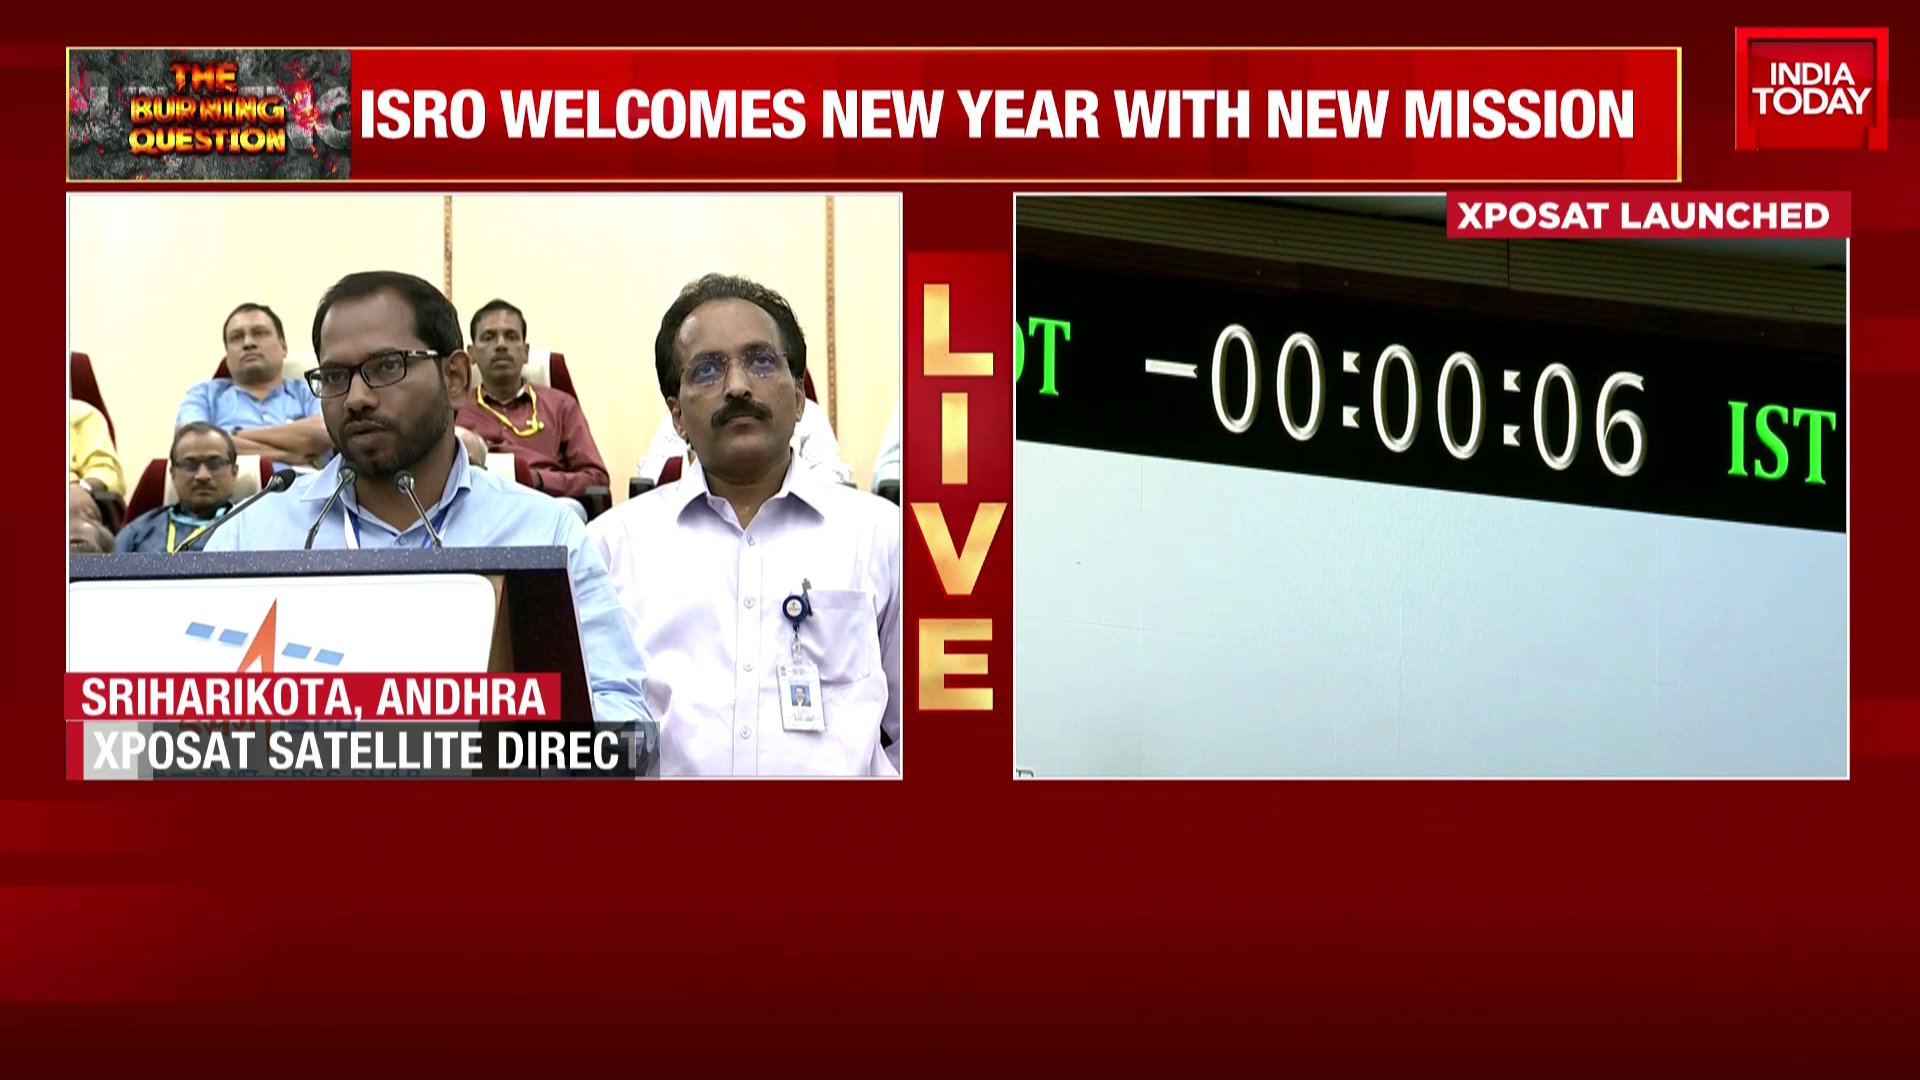 THE
BURNING
QUESTION
ISRO WELCOMES NEW YEAR WITH NEW MISSION
INDIA
TODAY
XPOSAT LAUNCHED
LIVE
-00:00:06
IST
SRIHARIKOTA, ANDHRA
XPOSAT SATELLITE DIRECT